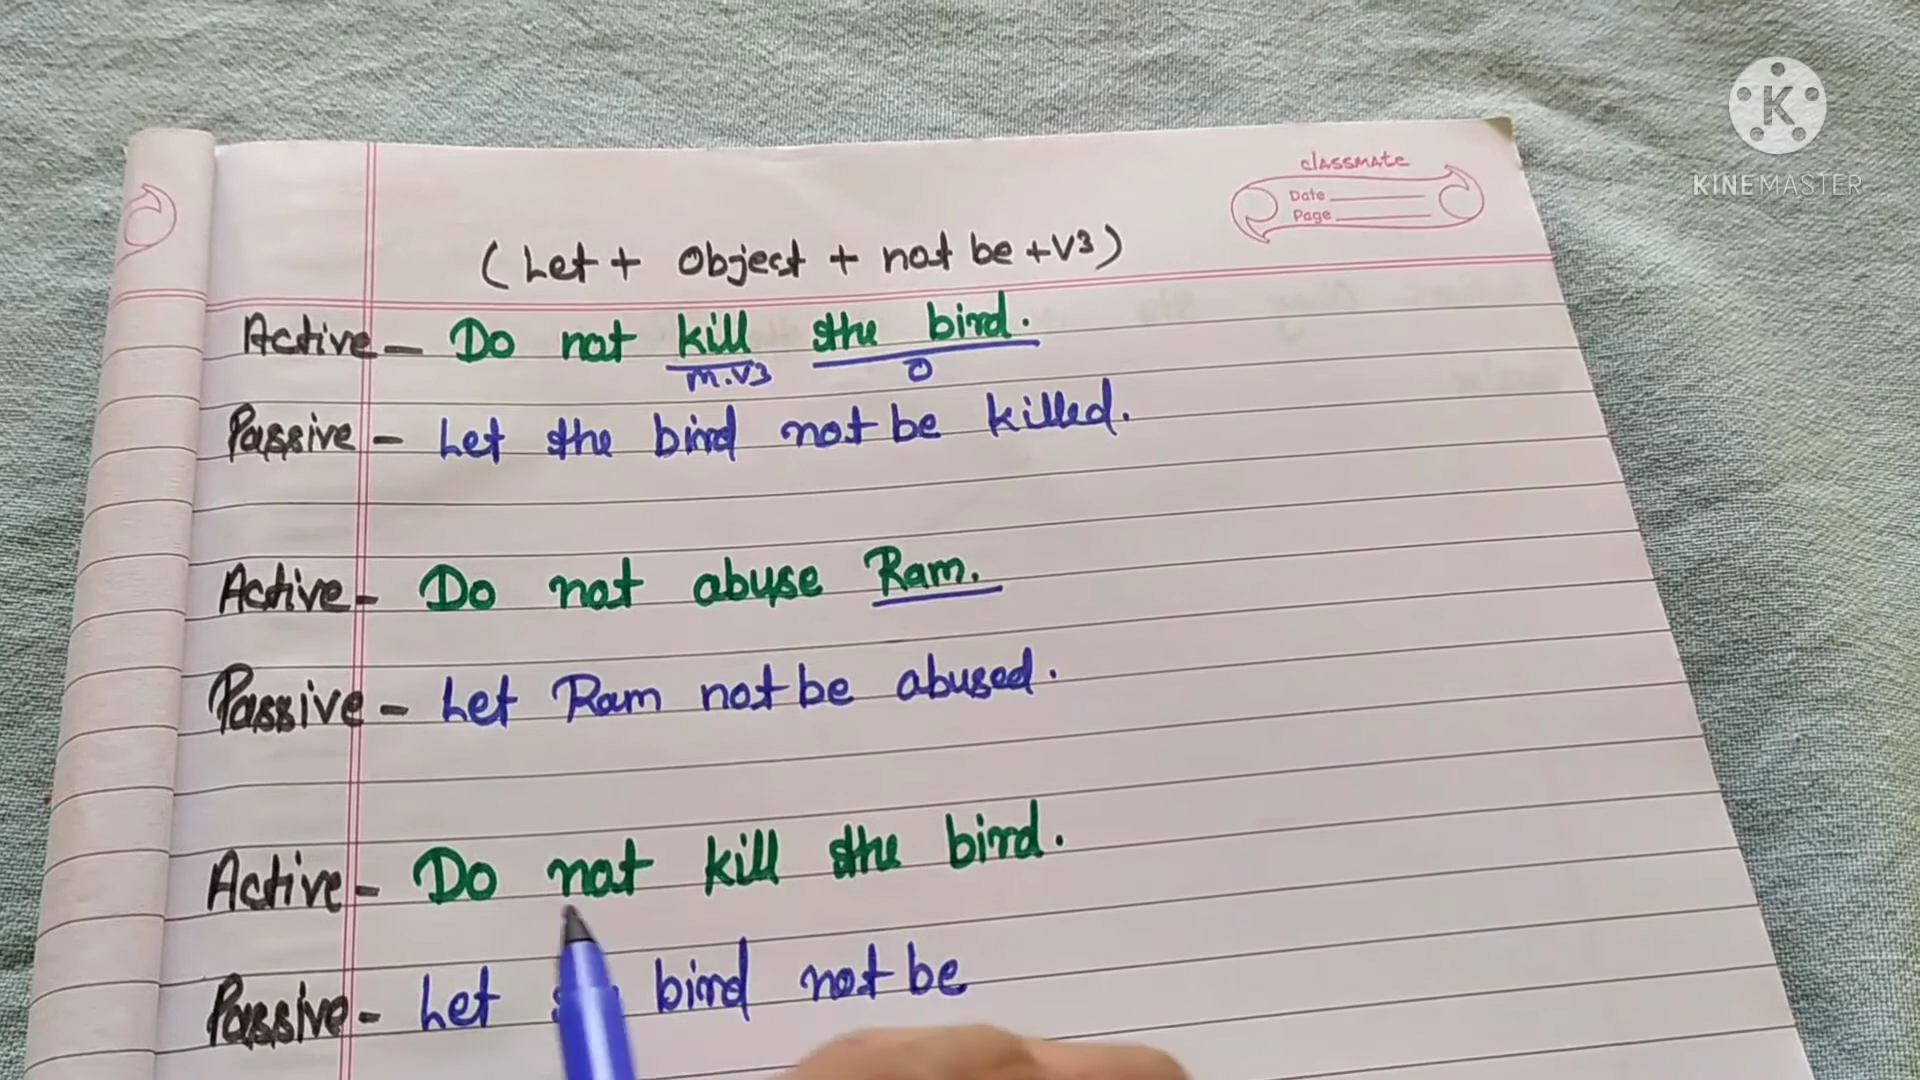 KINEMASTER
classmate
Date
Page
(Let + Object + not be + V3)
Active - Do not kill the bird.
m.v3 O
Passive - Let the bird not be killed.
Active - Do not abuse Ram.
Passive - Let Ram not be abused.
Active - Do not kill the bird.
Passive - Let bird not be